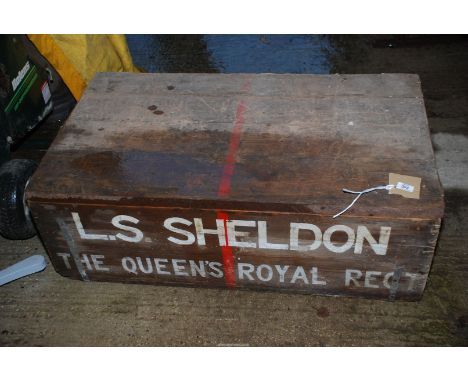 L.S. SHELDON
THE QUEEN'S ROYAL REGT